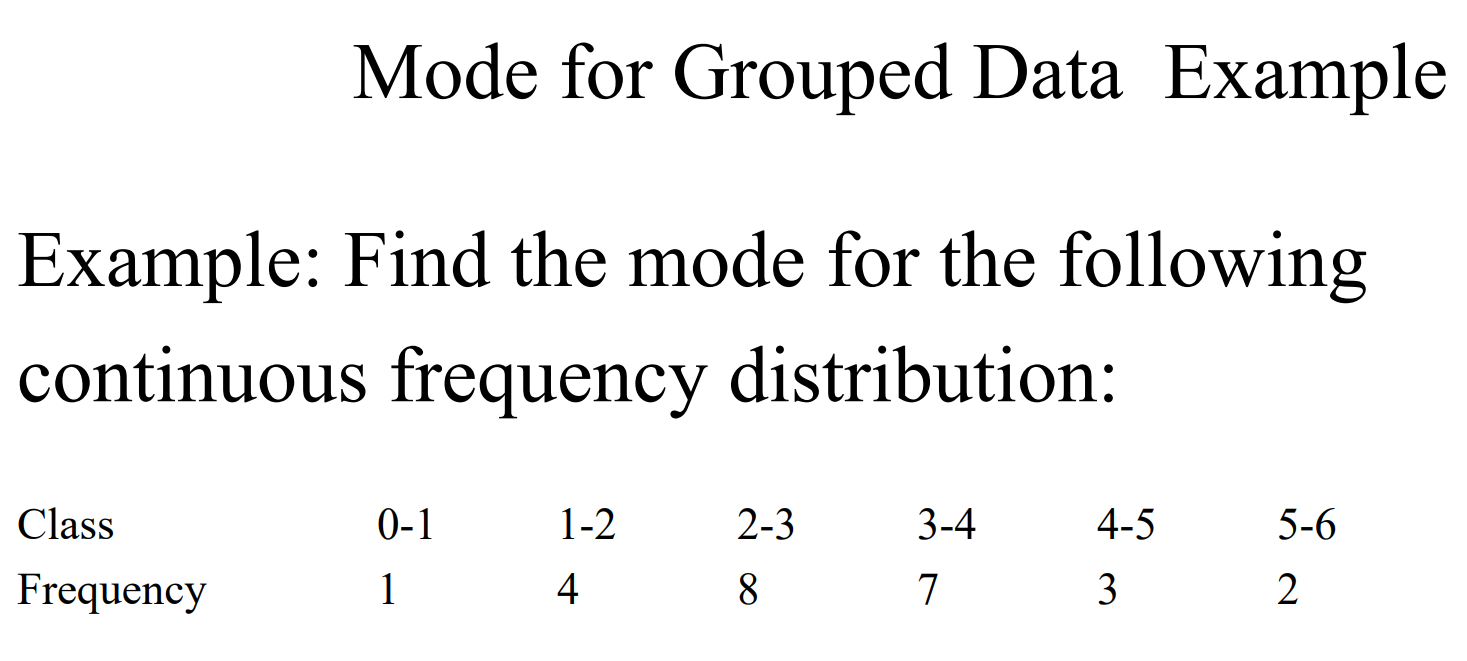 Mode for Grouped Data Example
Example: Find the mode for the following
continuous frequency distribution:
Class 0-1 1-2 2-3 3-4 4-5 5-6
Frequency 1 4 8 7 3 2